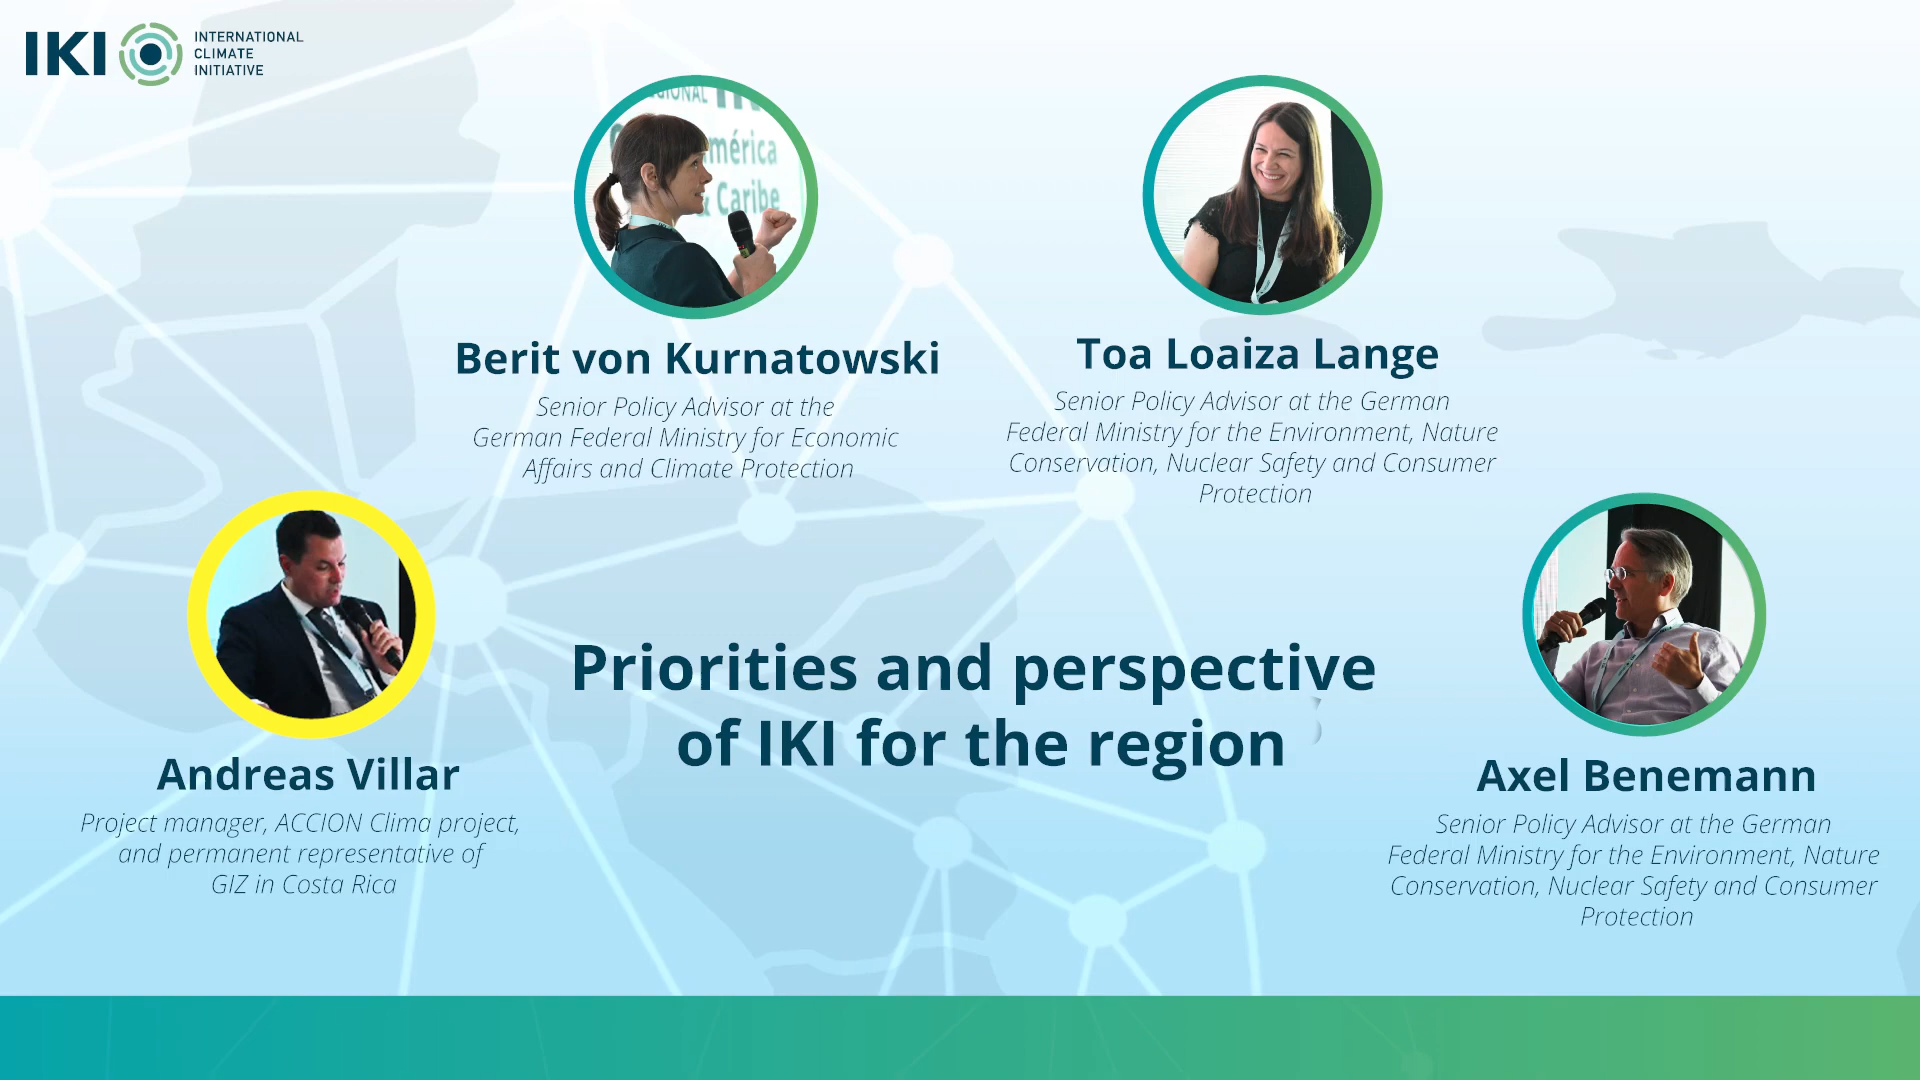 IKI
INTERNATIONAL
CLIMATE
INITIATIVE
mérica
& Caribe
Berit von Kurnatowski
Senior Policy Advisor at the
German Federal Ministry for Economic
Affairs and Climate Protection
Toa Loaiza Lange
Senior Policy Advisor at the German
Federal Ministry for the Environment, Nature
Conservation, Nuclear Safety and Consumer
Protection
Andreas Villar
Project manager, ACCION Clima project,
and permanent representative of
GIZ in Costa Rica
Priorities and perspective
of IKI for the region
Axel Benemann
Senior Policy Advisor at the German
Federal Ministry for the Environment, Nature
Conservation, Nuclear Safety and Consumer
Protection